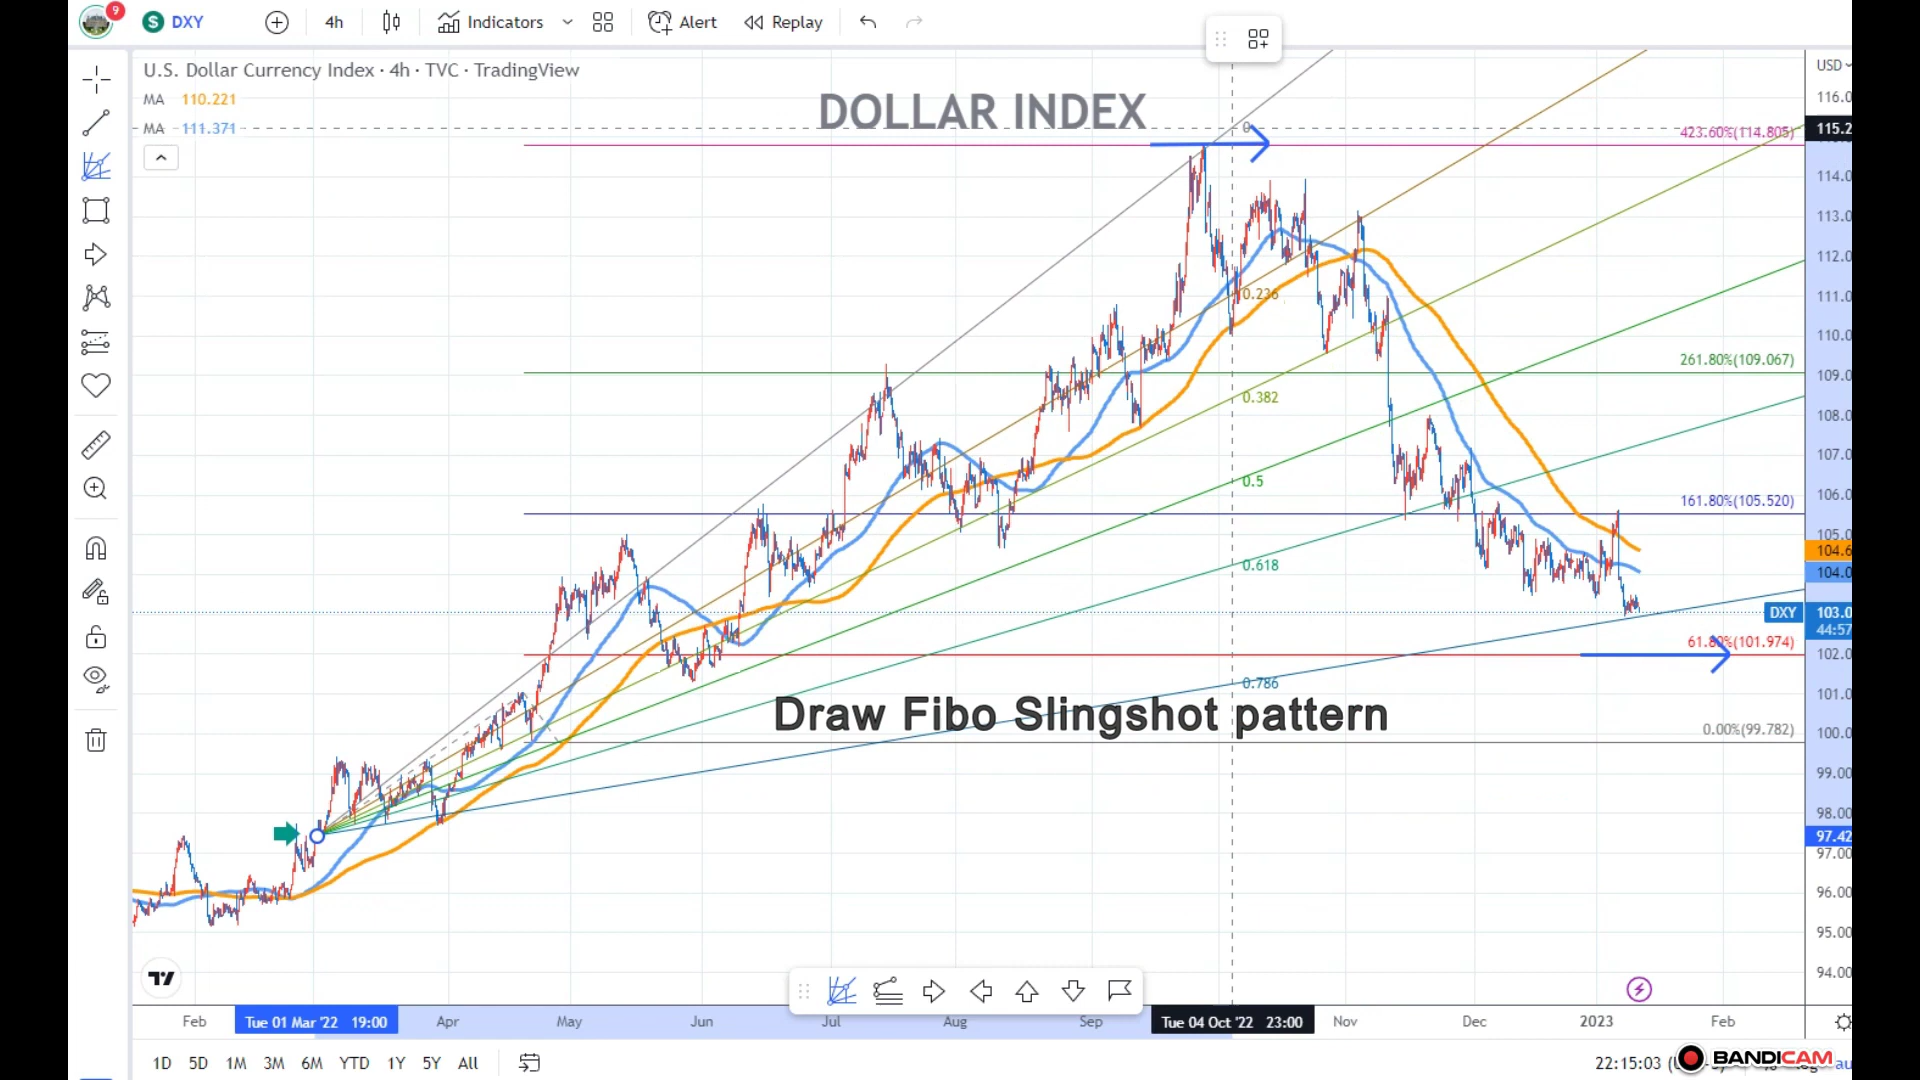 9
S DXY
4h
Indicators
Alert
Replay
U.S. Dollar Currency Index · 4h · TVC · TradingView
MA 110.221
MA 111.371
DOLLAR INDEX
USD
116.0
115.2
423.60%(114.805)
0
114.0
113.0
112.0
0.236
111.0
110.0
261.80%(109.067)
109.0
0.382
108.0
107.0
0.5
161.80%(105.520)
106.0
105.0
104.6
0.618
104.0
DXY 103.0
44:57
61.80%(101.974)
102.0
0.786
101.0
Draw Fibo Slingshot pattern
0.00%(99.782)
100.0
99.00
98.00
97.42
97.00
96.00
95.00
94.00
Feb
Tue 01 Mar '22 19:00
Apr
May
Jun
Jul
Aug
Sep
Tue 04 Oct '22 23:00
Nov
Dec
2023
Feb
1D 5D 1M 3M 6M YTD 1Y 5Y All
22:15:03
BANDICAM